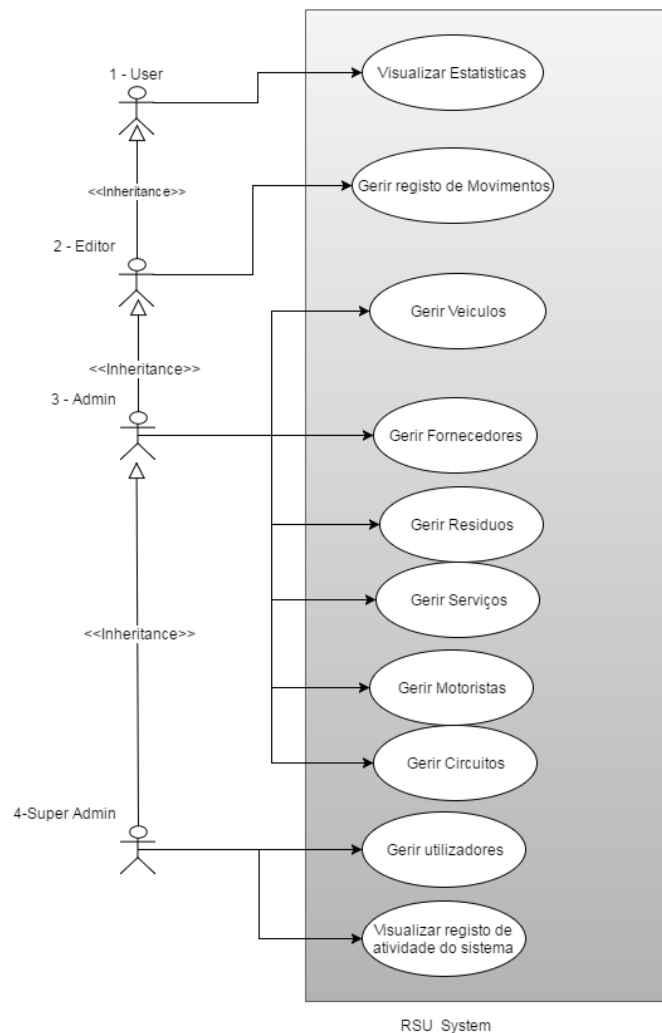 1 - User
Visualizar Estatisticas
<<Inheritance>>
Gerir registo de Movimentos
2 - Editor
Gerir Veiculos
<<Inheritance>>
3 - Admin
Gerir Fornecedores
Gerir Residuos
Gerir Serviços
<<Inheritance>>
Gerir Motoristas
Gerir Circuitos
4-Super Admin
Gerir utilizadores
Visualizar registo de
atividade do sistema
RSU System